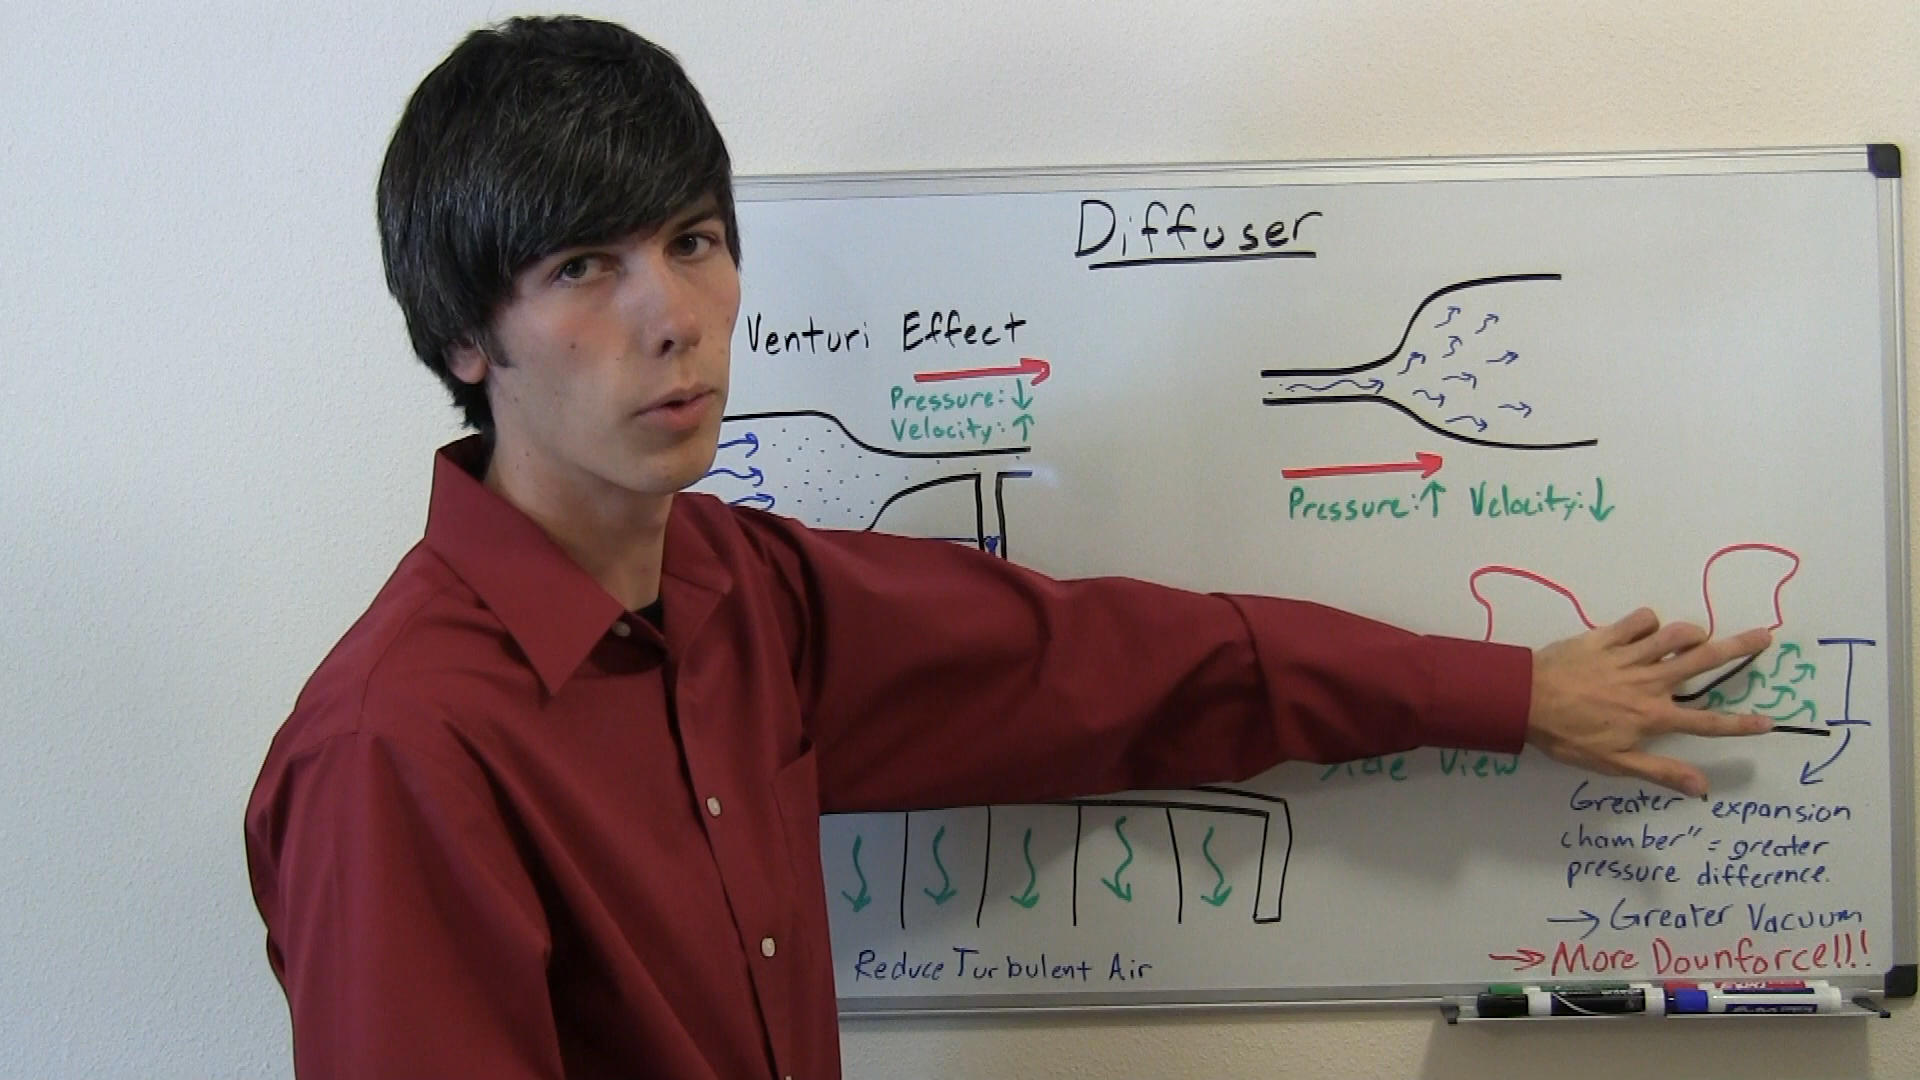 Diffuser
Venturi Effect
Pressure: ↓
Velocity: ↑
Pressure: ↑ Velocity: ↓
Side View
Greater "expansion
chamber" = greater
pressure difference.
→ Greater Vacuum
→ More Downforce!!!
Reduce Turbulent Air